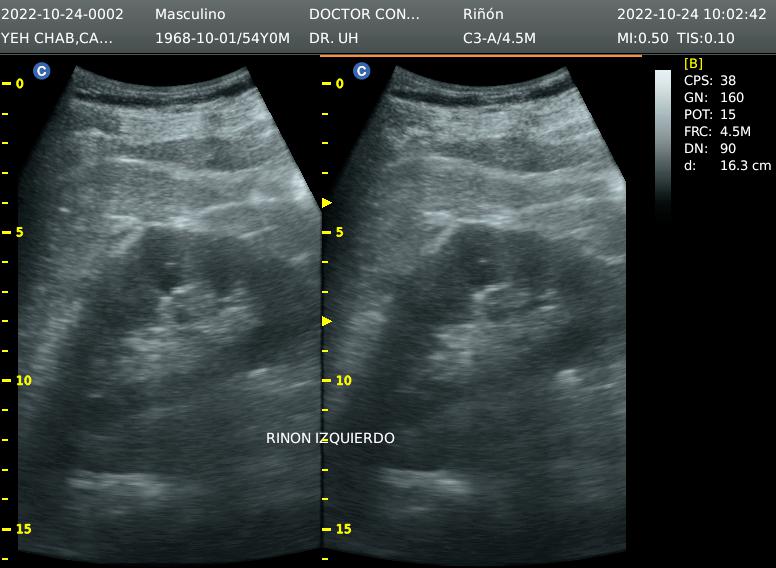 2022-10-24-0002 Masculino DOCTOR CON... Riñón 2022-10-24 10:02:42
YEH CHAB,CA... 1968-10-01/54Y0M DR. UH C3-A/4.5M MI:0.50 TIS:0.10
C C [B]
0 0 CPS: 38
GN: 160
POT: 15
FRC: 4.5M
DN: 90
d: 16.3 cm
5 5
10 10
RINON IZQUIERDO
15 15